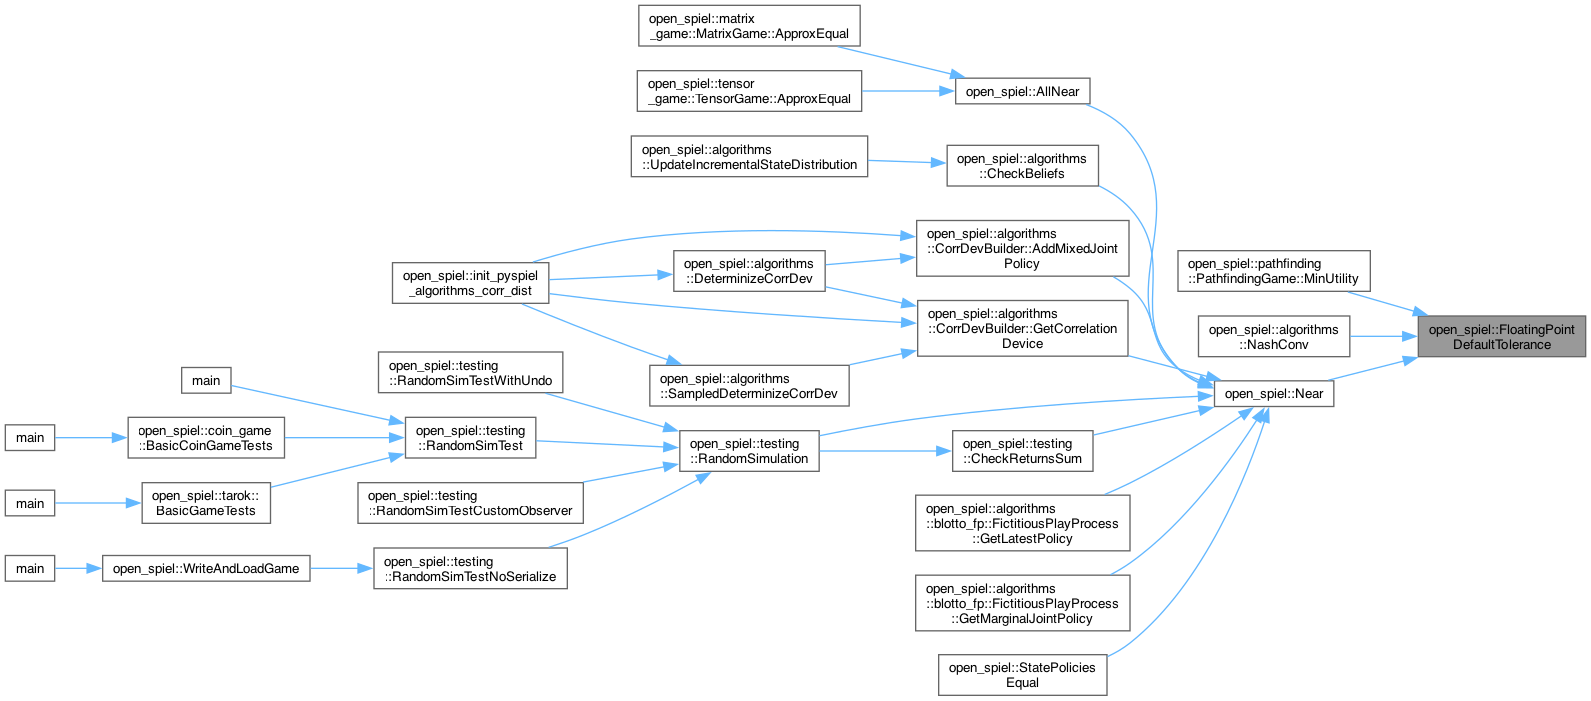 open_spiel::matrix
_game::MatrixGame::ApproxEqual
open_spiel::tensor
_game::TensorGame::ApproxEqual
open_spiel::AllNear
open_spiel::algorithms
::UpdateIncrementalStateDistribution
open_spiel::algorithms
::CheckBeliefs
open_spiel::algorithms
::CorrDevBuilder::AddMixedJoint
Policy
open_spiel::init_pyspiel
_algorithms_corr_dist
open_spiel::algorithms
::DeterminizeCorrDev
open_spiel::pathfinding
::PathfindingGame::MinUtility
open_spiel::algorithms
::CorrDevBuilder::GetCorrelation
Device
open_spiel::algorithms
::NashConv
open_spiel::FloatingPoint
DefaultTolerance
open_spiel::testing
::RandomSimTestWithUndo
open_spiel::algorithms
::SampledDeterminizeCorrDev
open_spiel::Near
main
main
open_spiel::coin_game
::BasicCoinGameTests
open_spiel::testing
::RandomSimTest
open_spiel::testing
::RandomSimulation
open_spiel::testing
::CheckReturnsSum
main
open_spiel::tarok::
BasicGameTests
open_spiel::testing
::RandomSimTestCustomObserver
open_spiel::algorithms
::blotto_fp::FictitiousPlayProcess
::GetLatestPolicy
main
open_spiel::WriteAndLoadGame
open_spiel::testing
::RandomSimTestNoSerialize
open_spiel::algorithms
::blotto_fp::FictitiousPlayProcess
::GetMarginalJointPolicy
open_spiel::StatePolicies
Equal